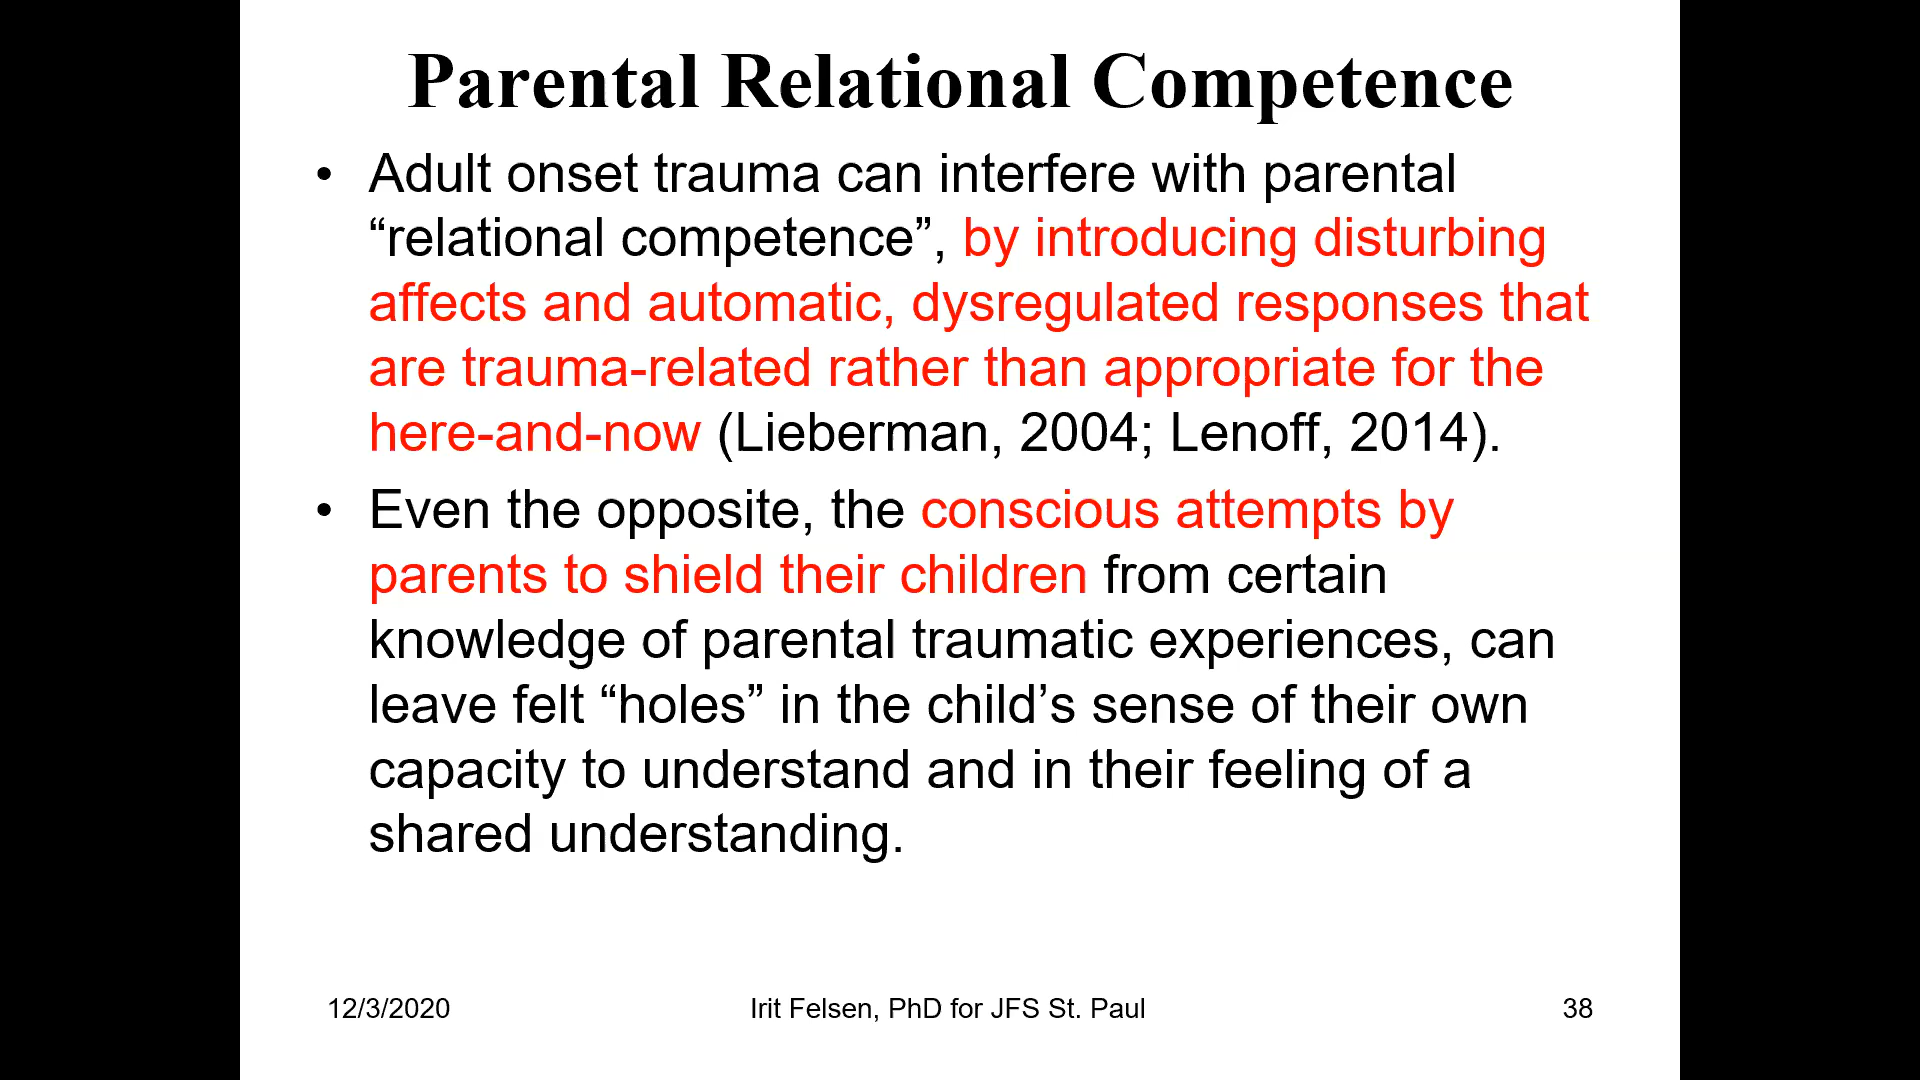 Parental Relational Competence
• Adult onset trauma can interfere with parental
“relational competence”, by introducing disturbing
affects and automatic, dysregulated responses that
are trauma-related rather than appropriate for the
here-and-now (Lieberman, 2004; Lenoff, 2014).
• Even the opposite, the conscious attempts by
parents to shield their children from certain
knowledge of parental traumatic experiences, can
leave felt “holes” in the child’s sense of their own
capacity to understand and in their feeling of a
shared understanding.
12/3/2020 Irit Felsen, PhD for JFS St. Paul 38